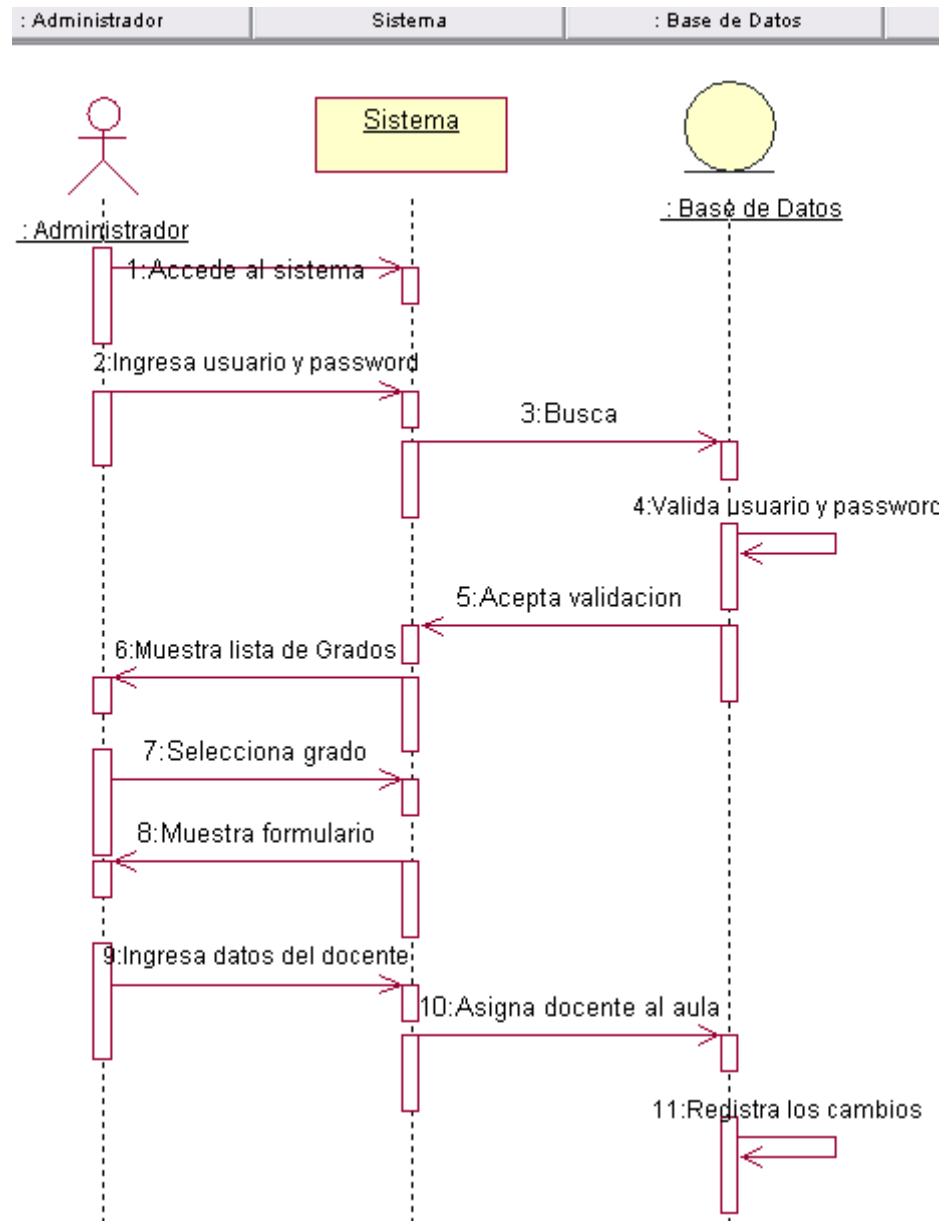 : Administrador
Sistema
: Base de Datos
Sistema
: Base de Datos
: Administrador
1:Accede al sistema
2:Ingresa usuario y password
3:Busca
4:Valida usuario y password
5:Acepta validacion
6:Muestra lista de Grados
7:Selecciona grado
8:Muestra formulario
9:Ingresa datos del docente
10:Asigna docente al aula
11:Registra los cambios